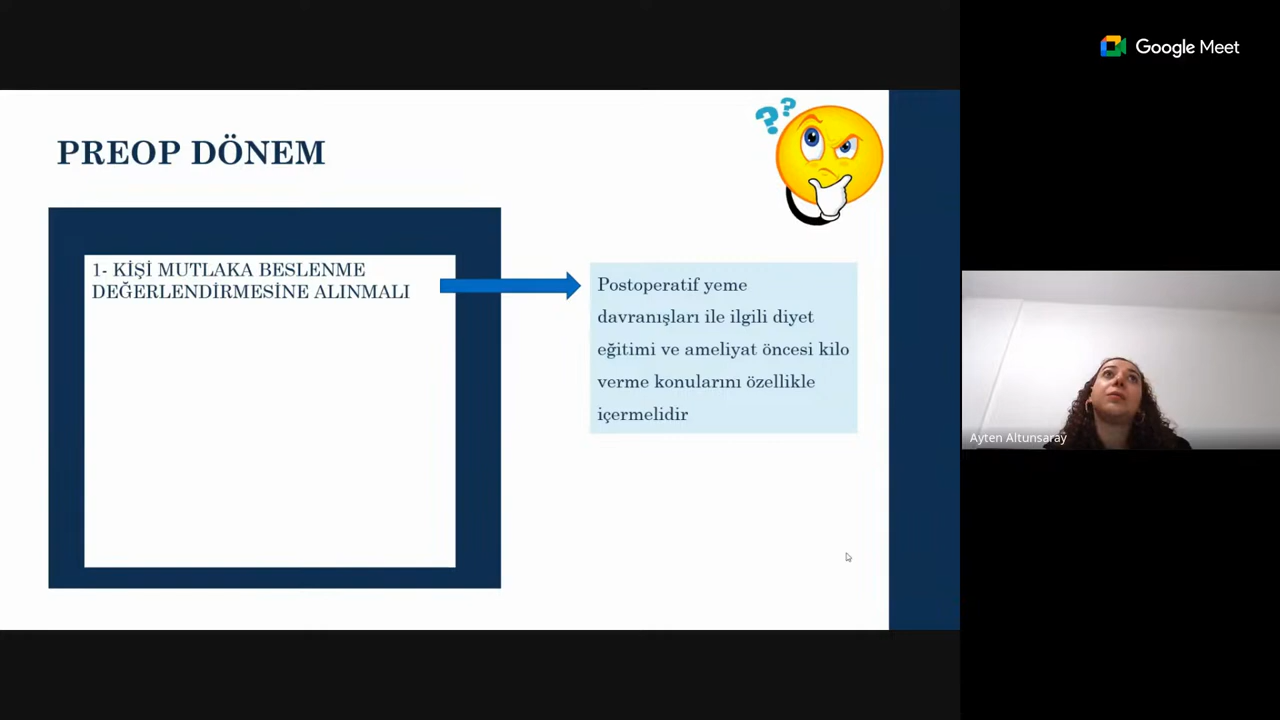 Google Meet
PREOP DÖNEM
1- KİŞİ MUTLAKA BESLENME
DEĞERLENDİRMESİNE ALINMALI
Postoperatif yeme
davranışları ile ilgili diyet
eğitimi ve ameliyat öncesi kilo
verme konularını özellikle
içermelidir
Ayten Altunsaray